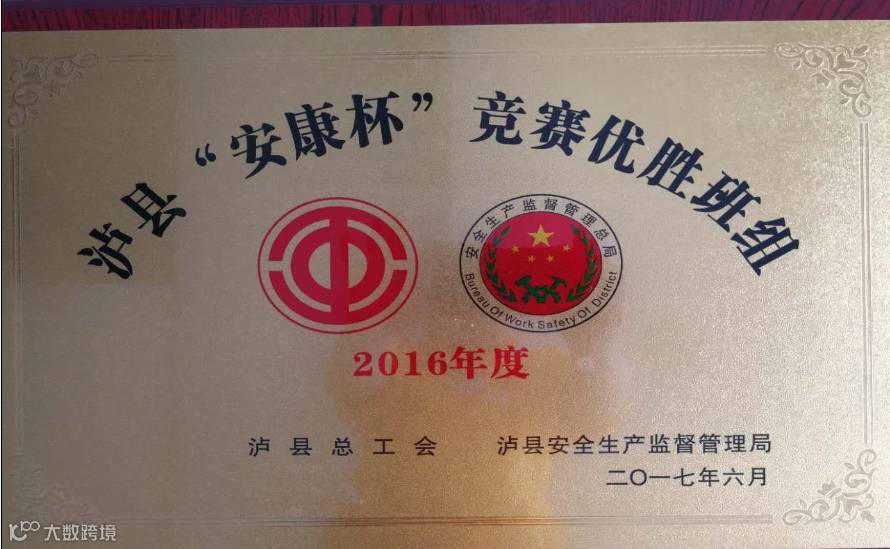 泸县“安康杯”竞赛优胜班组
安全生产监督管理总局
Bureau Of Work Safety Of District
2016年度
泸县总工会 泸县安全生产监督管理局
二〇一七年六月
大数跨境